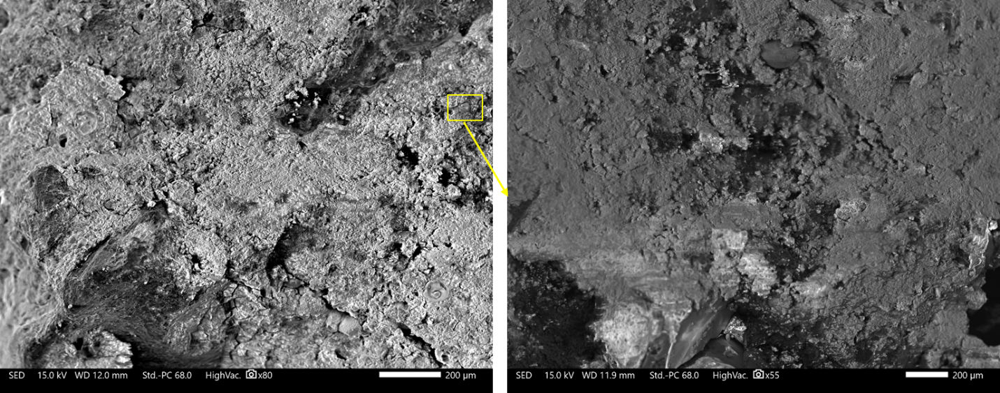 SED 15.0 kV WD 12.0 mm Std.-PC 68.0 HighVac. x80 200 µm
SED 15.0 kV WD 11.9 mm Std.-PC 68.0 HighVac. x55 200 µm